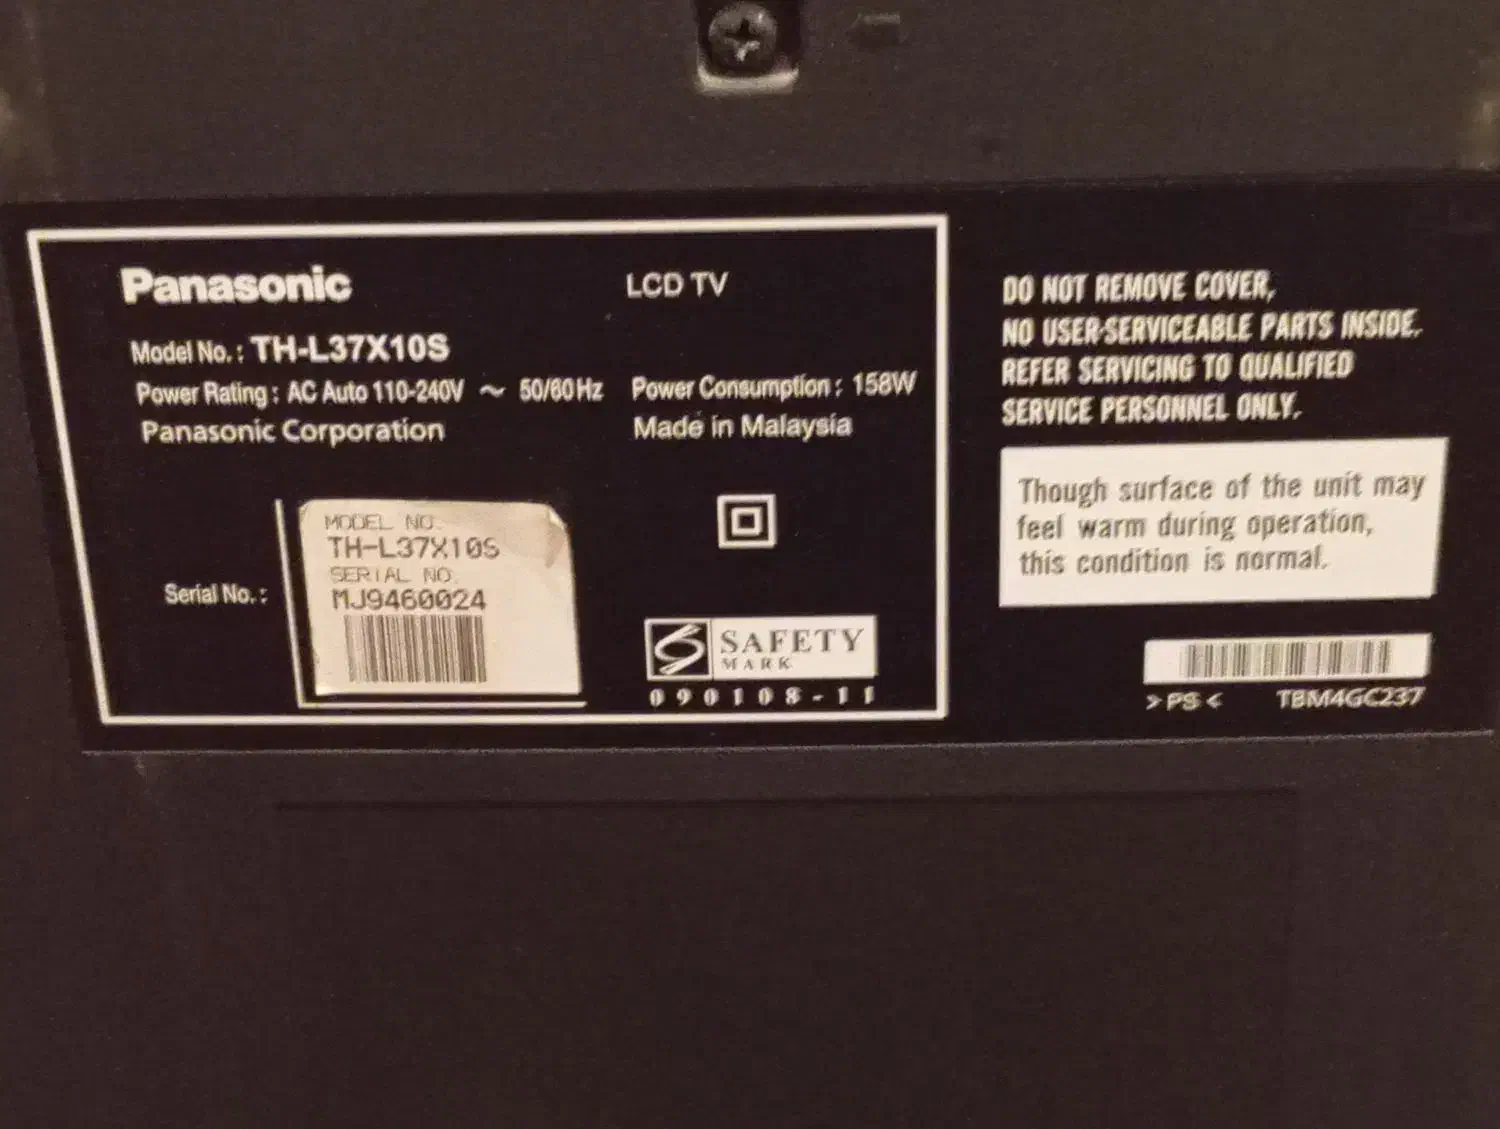 Panasonic
LCD TV
Model No. : TH-L37X10S
Power Rating : AC Auto 110-240V ～ 50/60Hz
Power Consumption : 158W
Panasonic Corporation
Made in Malaysia
Serial No. :
MODEL NO.
TH-L37X10S
SERIAL NO.
MJ9460024
SAFETY
MARK
090108-11
DO NOT REMOVE COVER,
NO USER-SERVICEABLE PARTS INSIDE.
REFER SERVICING TO QUALIFIED
SERVICE PERSONNEL ONLY.
Though surface of the unit may
feel warm during operation,
this condition is normal.
>PS< TBM4GC237